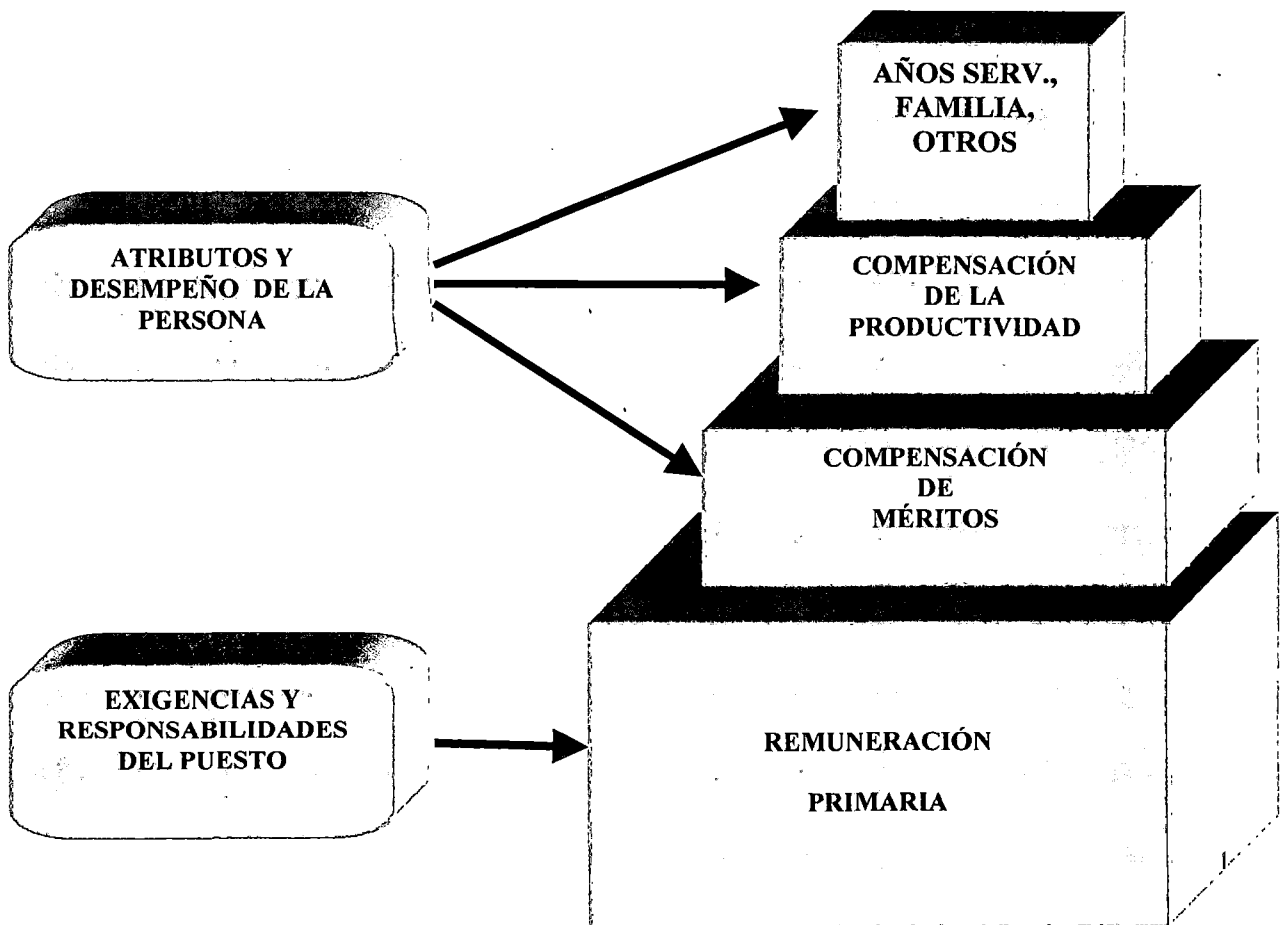 AÑOS SERV.,
FAMILIA,
OTROS
ATRIBUTOS Y
DESEMPEÑO DE LA
PERSONA
COMPENSACIÓN
DE LA
PRODUCTIVIDAD
COMPENSACIÓN
DE
MÉRITOS
EXIGENCIAS Y
RESPONSABILIDADES
DEL PUESTO
REMUNERACIÓN
PRIMARIA